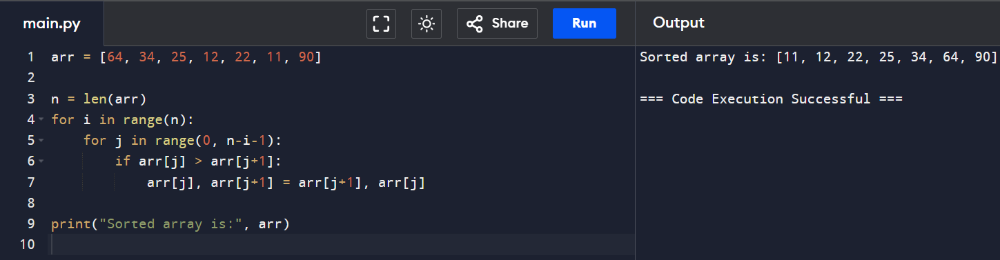 main.py
Share
Run
Output
1 arr = [64, 34, 25, 12, 22, 11, 90]
2
3 n = len(arr)
4 for i in range(n):
5     for j in range(0, n-i-1):
6         if arr[j] > arr[j+1]:
7             arr[j], arr[j+1] = arr[j+1], arr[j]
8
9 print("Sorted array is:", arr)
10
Sorted array is: [11, 12, 22, 25, 34, 64, 90]
=== Code Execution Successful ===